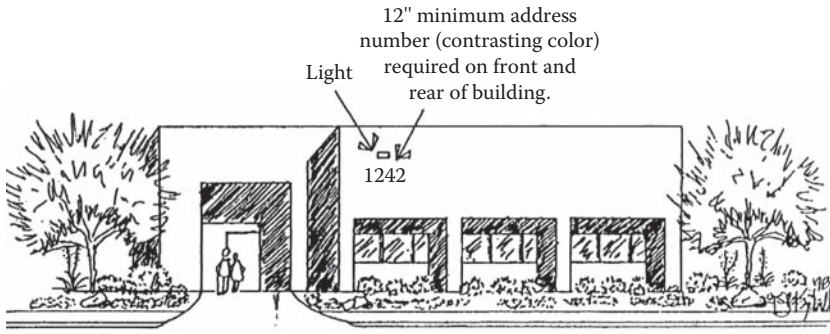 12" minimum address
number (contrasting color)
required on front and
rear of building.
Light
1242